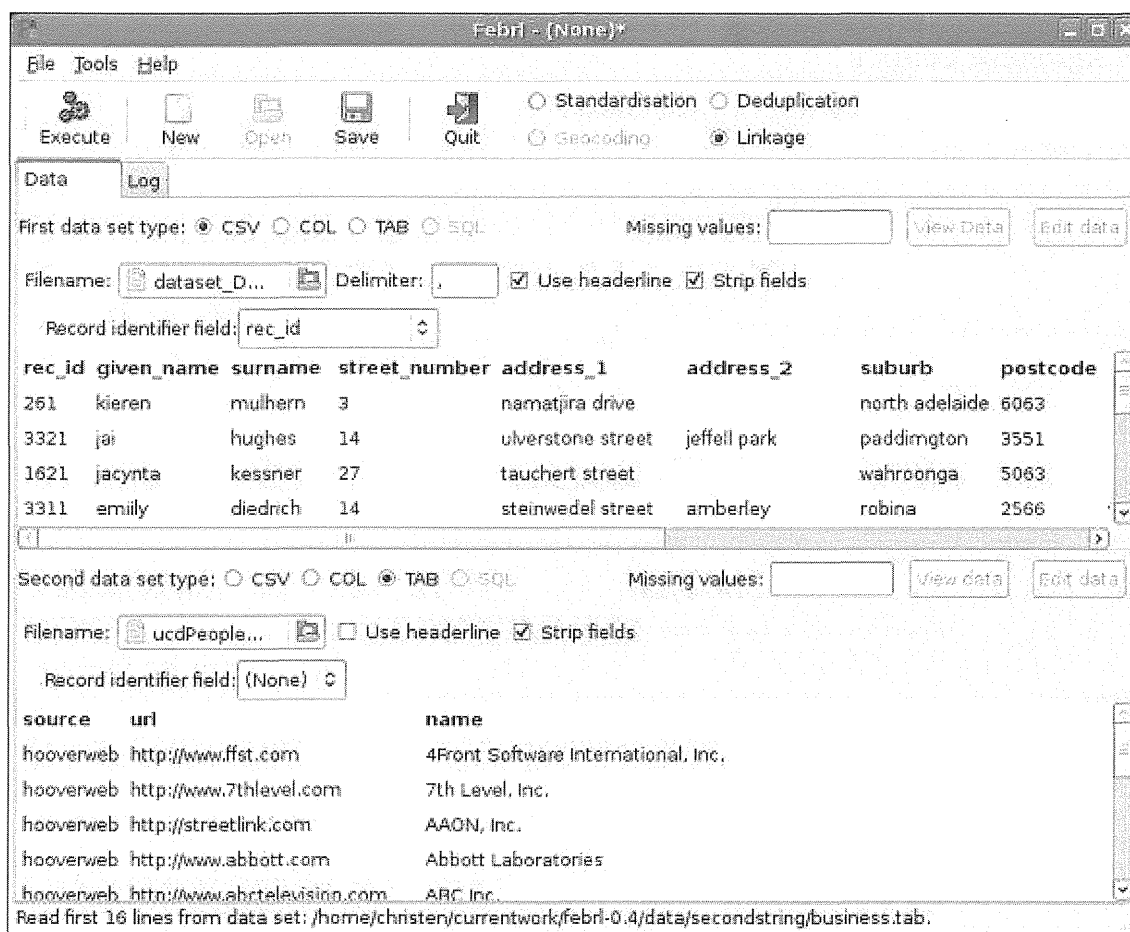 Febrl - (None)*
File Tools Help
Execute New Open Save Quit Standardisation Deduplication
Geocoding Linkage
Data Log
First data set type: CSV COL TAB SQL Missing values: View Data Edit data
Filename: dataset_D... Delimiter: , Use headerline Strip fields
Record identifier field: rec_id
rec_id given_name surname street_number address_1 address_2 suburb postcode
261 kieren mulhern 3 namatjira drive north adelaide 6063
3321 jai hughes 14 ulverstone street jeffell park paddimgton 3551
1621 jacynta kessner 27 tauchert street wahroonga 5063
3311 emiily diedrich 14 steinwedel street amberley robina 2566
Second data set type: CSV COL TAB SQL Missing values: View data Edit data
Filename: ucdPeople... Use headerline Strip fields
Record identifier field: (None)
source url name
hooverweb http://www.ffst.com 4Front Software International, Inc.
hooverweb http://www.7thlevel.com 7th Level, Inc.
hooverweb http://streetlink.com AAON, Inc.
hooverweb http://www.abbott.com Abbott Laboratories
hooverweb http://www.abctelevision.com ABC Inc.
Read first 16 lines from data set: /home/christen/currentwork/febrl-0.4/data/secondstring/business.tab.